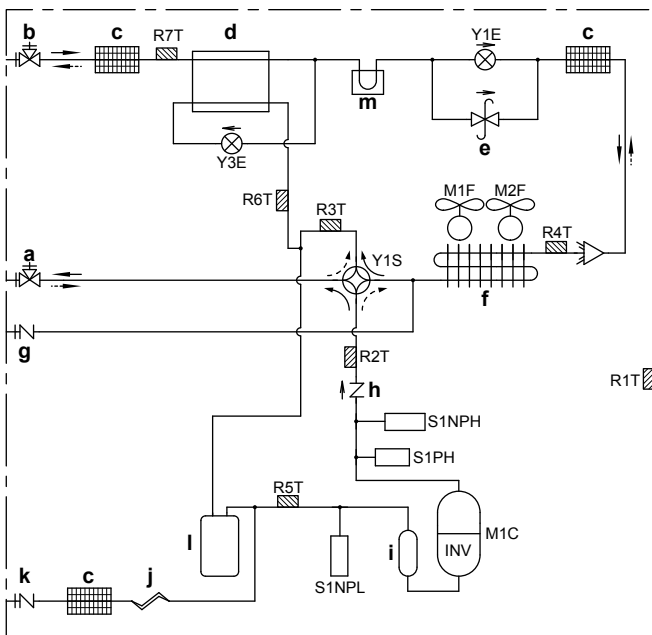 b
c
R7T
d
Y1E
c
m
e
Y3E
M1F
M2F
R6T
R3T
R4T
a
Y1S
f
g
R2T
R1T
h
S1NPH
S1PH
R5T
M1C
l
i
INV
k
c
j
S1NPL